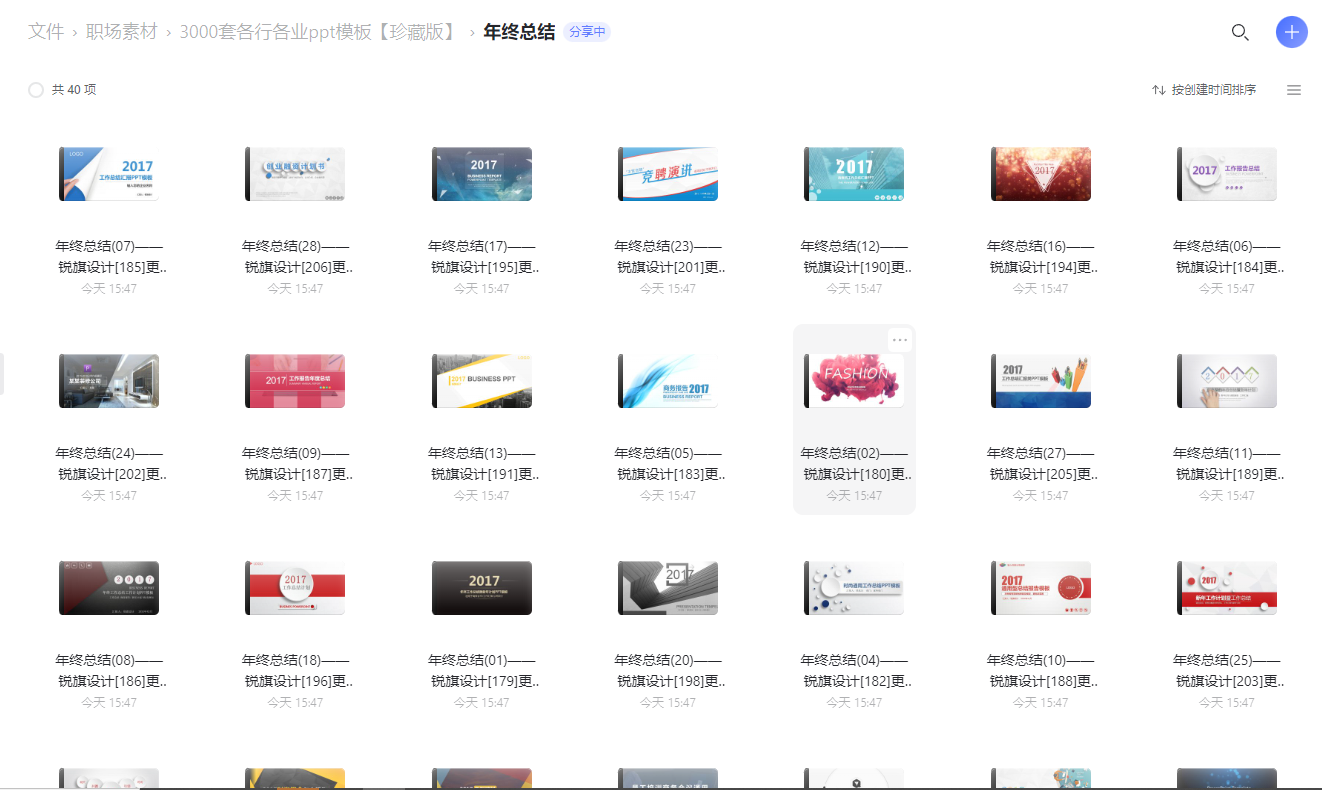 文件 › 职场素材 › 3000套各行各业ppt模板【珍藏版】 › 年终总结 分享中
共 40 项 按创建时间排序
LOGO
2017
工作总结汇报PPT模板
创业融资计划书
2017
BUSINESS REPORT
竞聘演讲
2017
2017
2017 工作报告总结
年终总结(07)——
锐旗设计[185]更..
今天 15:47
年终总结(28)——
锐旗设计[206]更..
今天 15:47
年终总结(17)——
锐旗设计[195]更..
今天 15:47
年终总结(23)——
锐旗设计[201]更..
今天 15:47
年终总结(12)——
锐旗设计[190]更..
今天 15:47
年终总结(16)——
锐旗设计[194]更..
今天 15:47
年终总结(06)——
锐旗设计[184]更..
今天 15:47
某某装修公司
2017 工作报告年度总结
2017 BUSINESS PPT
商务报告 2017
BUSINESS REPORT
FASHION
2017
工作总结汇报类PPT模板
2017
年终总结(24)——
锐旗设计[202]更..
今天 15:47
年终总结(09)——
锐旗设计[187]更..
今天 15:47
年终总结(13)——
锐旗设计[191]更..
今天 15:47
年终总结(05)——
锐旗设计[183]更..
今天 15:47
年终总结(02)——
锐旗设计[180]更..
今天 15:47
年终总结(27)——
锐旗设计[205]更..
今天 15:47
年终总结(11)——
锐旗设计[189]更..
今天 15:47
2017
2017
工作总结计划
2017
2017
时尚通用工作总结PPT模板
2017
通用型总结报告模板
2017
新年工作计划暨工作总结
年终总结(08)——
锐旗设计[186]更..
今天 15:47
年终总结(18)——
锐旗设计[196]更..
今天 15:47
年终总结(01)——
锐旗设计[179]更..
今天 15:47
年终总结(20)——
锐旗设计[198]更..
今天 15:47
年终总结(04)——
锐旗设计[182]更..
今天 15:47
年终总结(10)——
锐旗设计[188]更..
今天 15:47
年终总结(25)——
锐旗设计[203]更..
今天 15:47